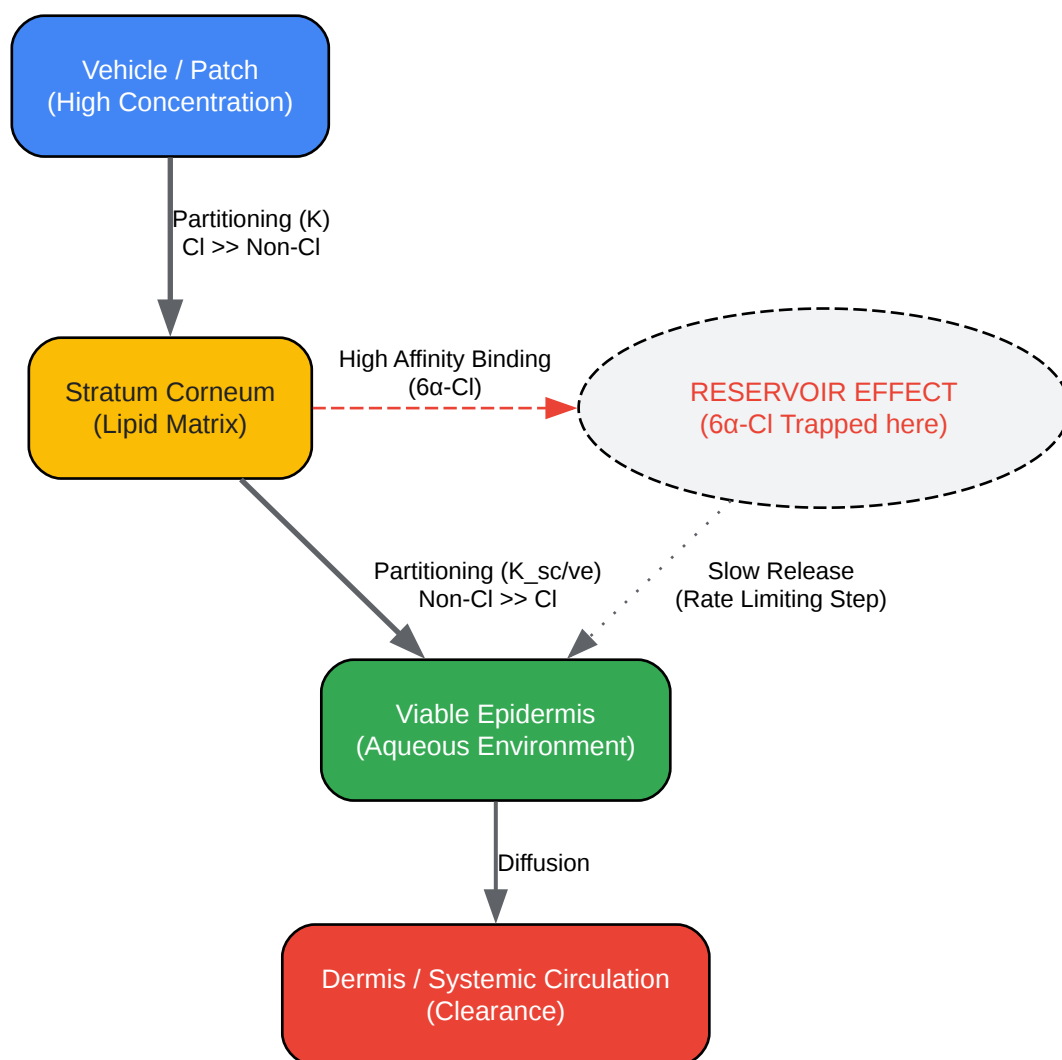 Vehicle / Patch
(High Concentration)
Partitioning (K)
Cl >> Non-Cl
Stratum Corneum
(Lipid Matrix)
High Affinity Binding
(6α-Cl)
RESERVOIR EFFECT
(6α-Cl Trapped here)
Partitioning (K_sc/ve)
Non-Cl >> Cl
Slow Release
(Rate Limiting Step)
Viable Epidermis
(Aqueous Environment)
Diffusion
Dermis / Systemic Circulation
(Clearance)